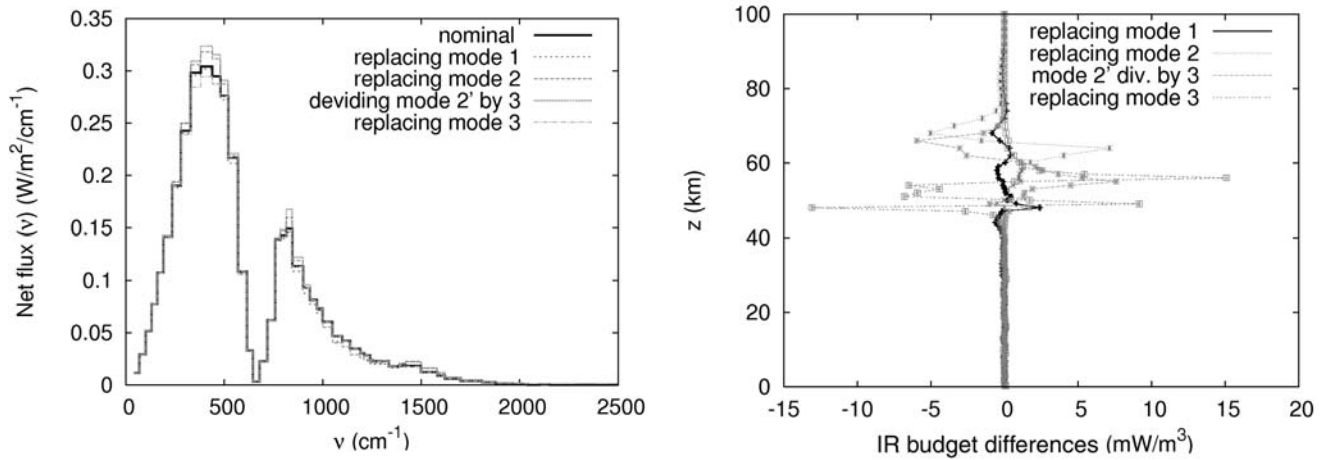 0.35
0.3
0.25
0.2
0.15
0.1
0.05
0
Net flux (ν) (W/m²/cm⁻¹)
nominal
replacing mode 1
replacing mode 2
deviding mode 2' by 3
replacing mode 3
0 500 1000 1500 2000 2500
ν (cm⁻¹)
100
80
60
40
20
0
z (km)
replacing mode 1
replacing mode 2
mode 2' div. by 3
replacing mode 3
-15 -10 -5 0 5 10 15 20
IR budget differences (mW/m³)